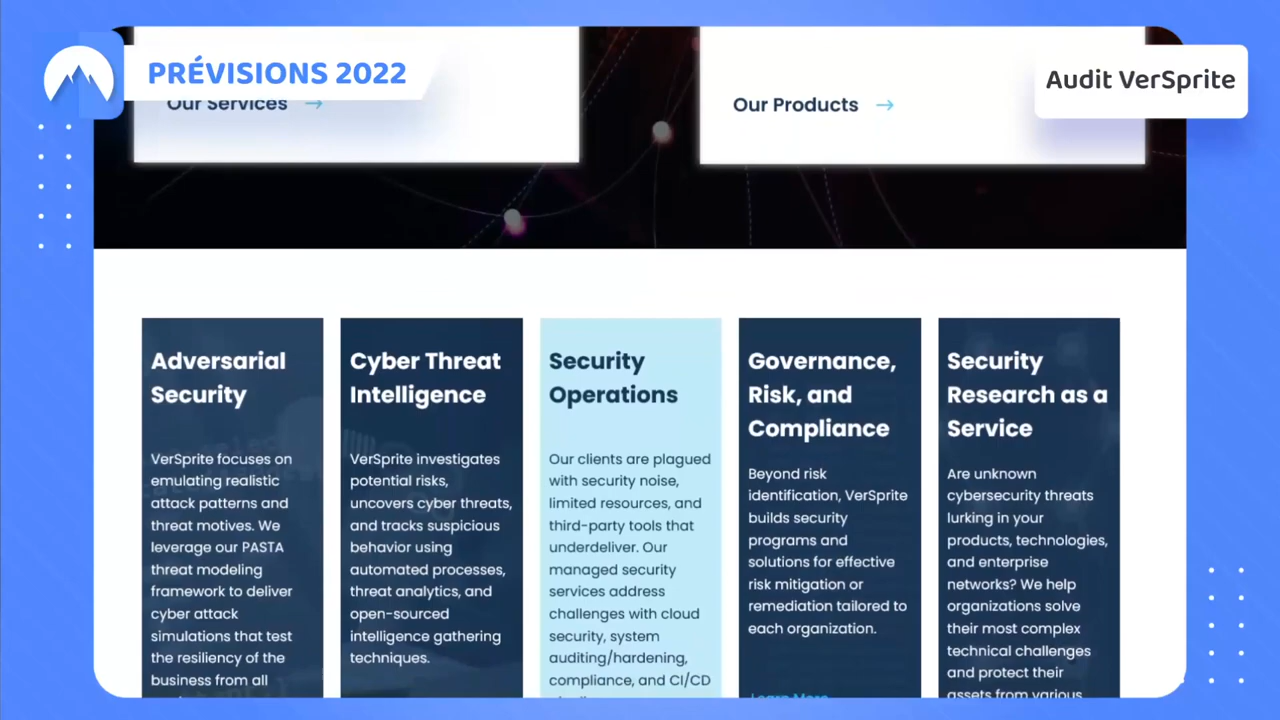 PRÉVISIONS 2022
Audit VerSprite
Our Services →
Our Products →
Adversarial
Security
VerSprite focuses on
emulating realistic
attack patterns and
threat motives. We
leverage our PASTA
threat modeling
framework to deliver
cyber attack
simulations that test
the resiliency of the
business from all
Cyber Threat
Intelligence
VerSprite investigates
potential risks,
uncovers cyber threats,
and tracks suspicious
behavior using
automated processes,
threat analytics, and
open-sourced
intelligence gathering
techniques.
Security
Operations
Our clients are plagued
with security noise,
limited resources, and
third-party tools that
underdeliver. Our
managed security
services address
challenges with cloud
security, system
auditing/hardening,
compliance, and CI/CD
Governance,
Risk, and
Compliance
Beyond risk
identification, VerSprite
builds security
programs and
solutions for effective
risk mitigation or
remediation tailored to
each organization.
Learn More
Security
Research as a
Service
Are unknown
cybersecurity threats
lurking in your
products, technologies,
and enterprise
networks? We help
organizations solve
their most complex
technical challenges
and protect their
assets from various